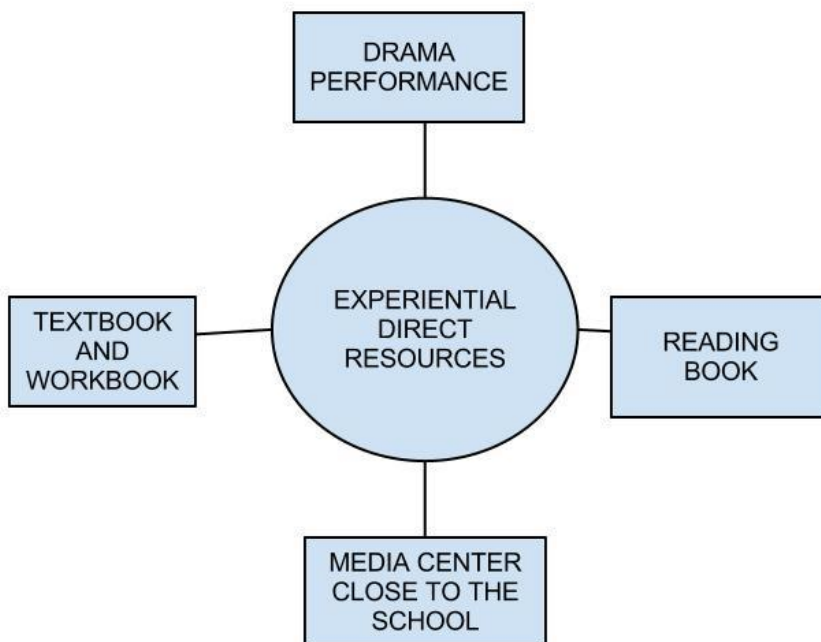 DRAMA
PERFORMANCE
TEXTBOOK
AND
WORKBOOK
EXPERIENTIAL
DIRECT
RESOURCES
READING
BOOK
MEDIA CENTER
CLOSE TO THE
SCHOOL